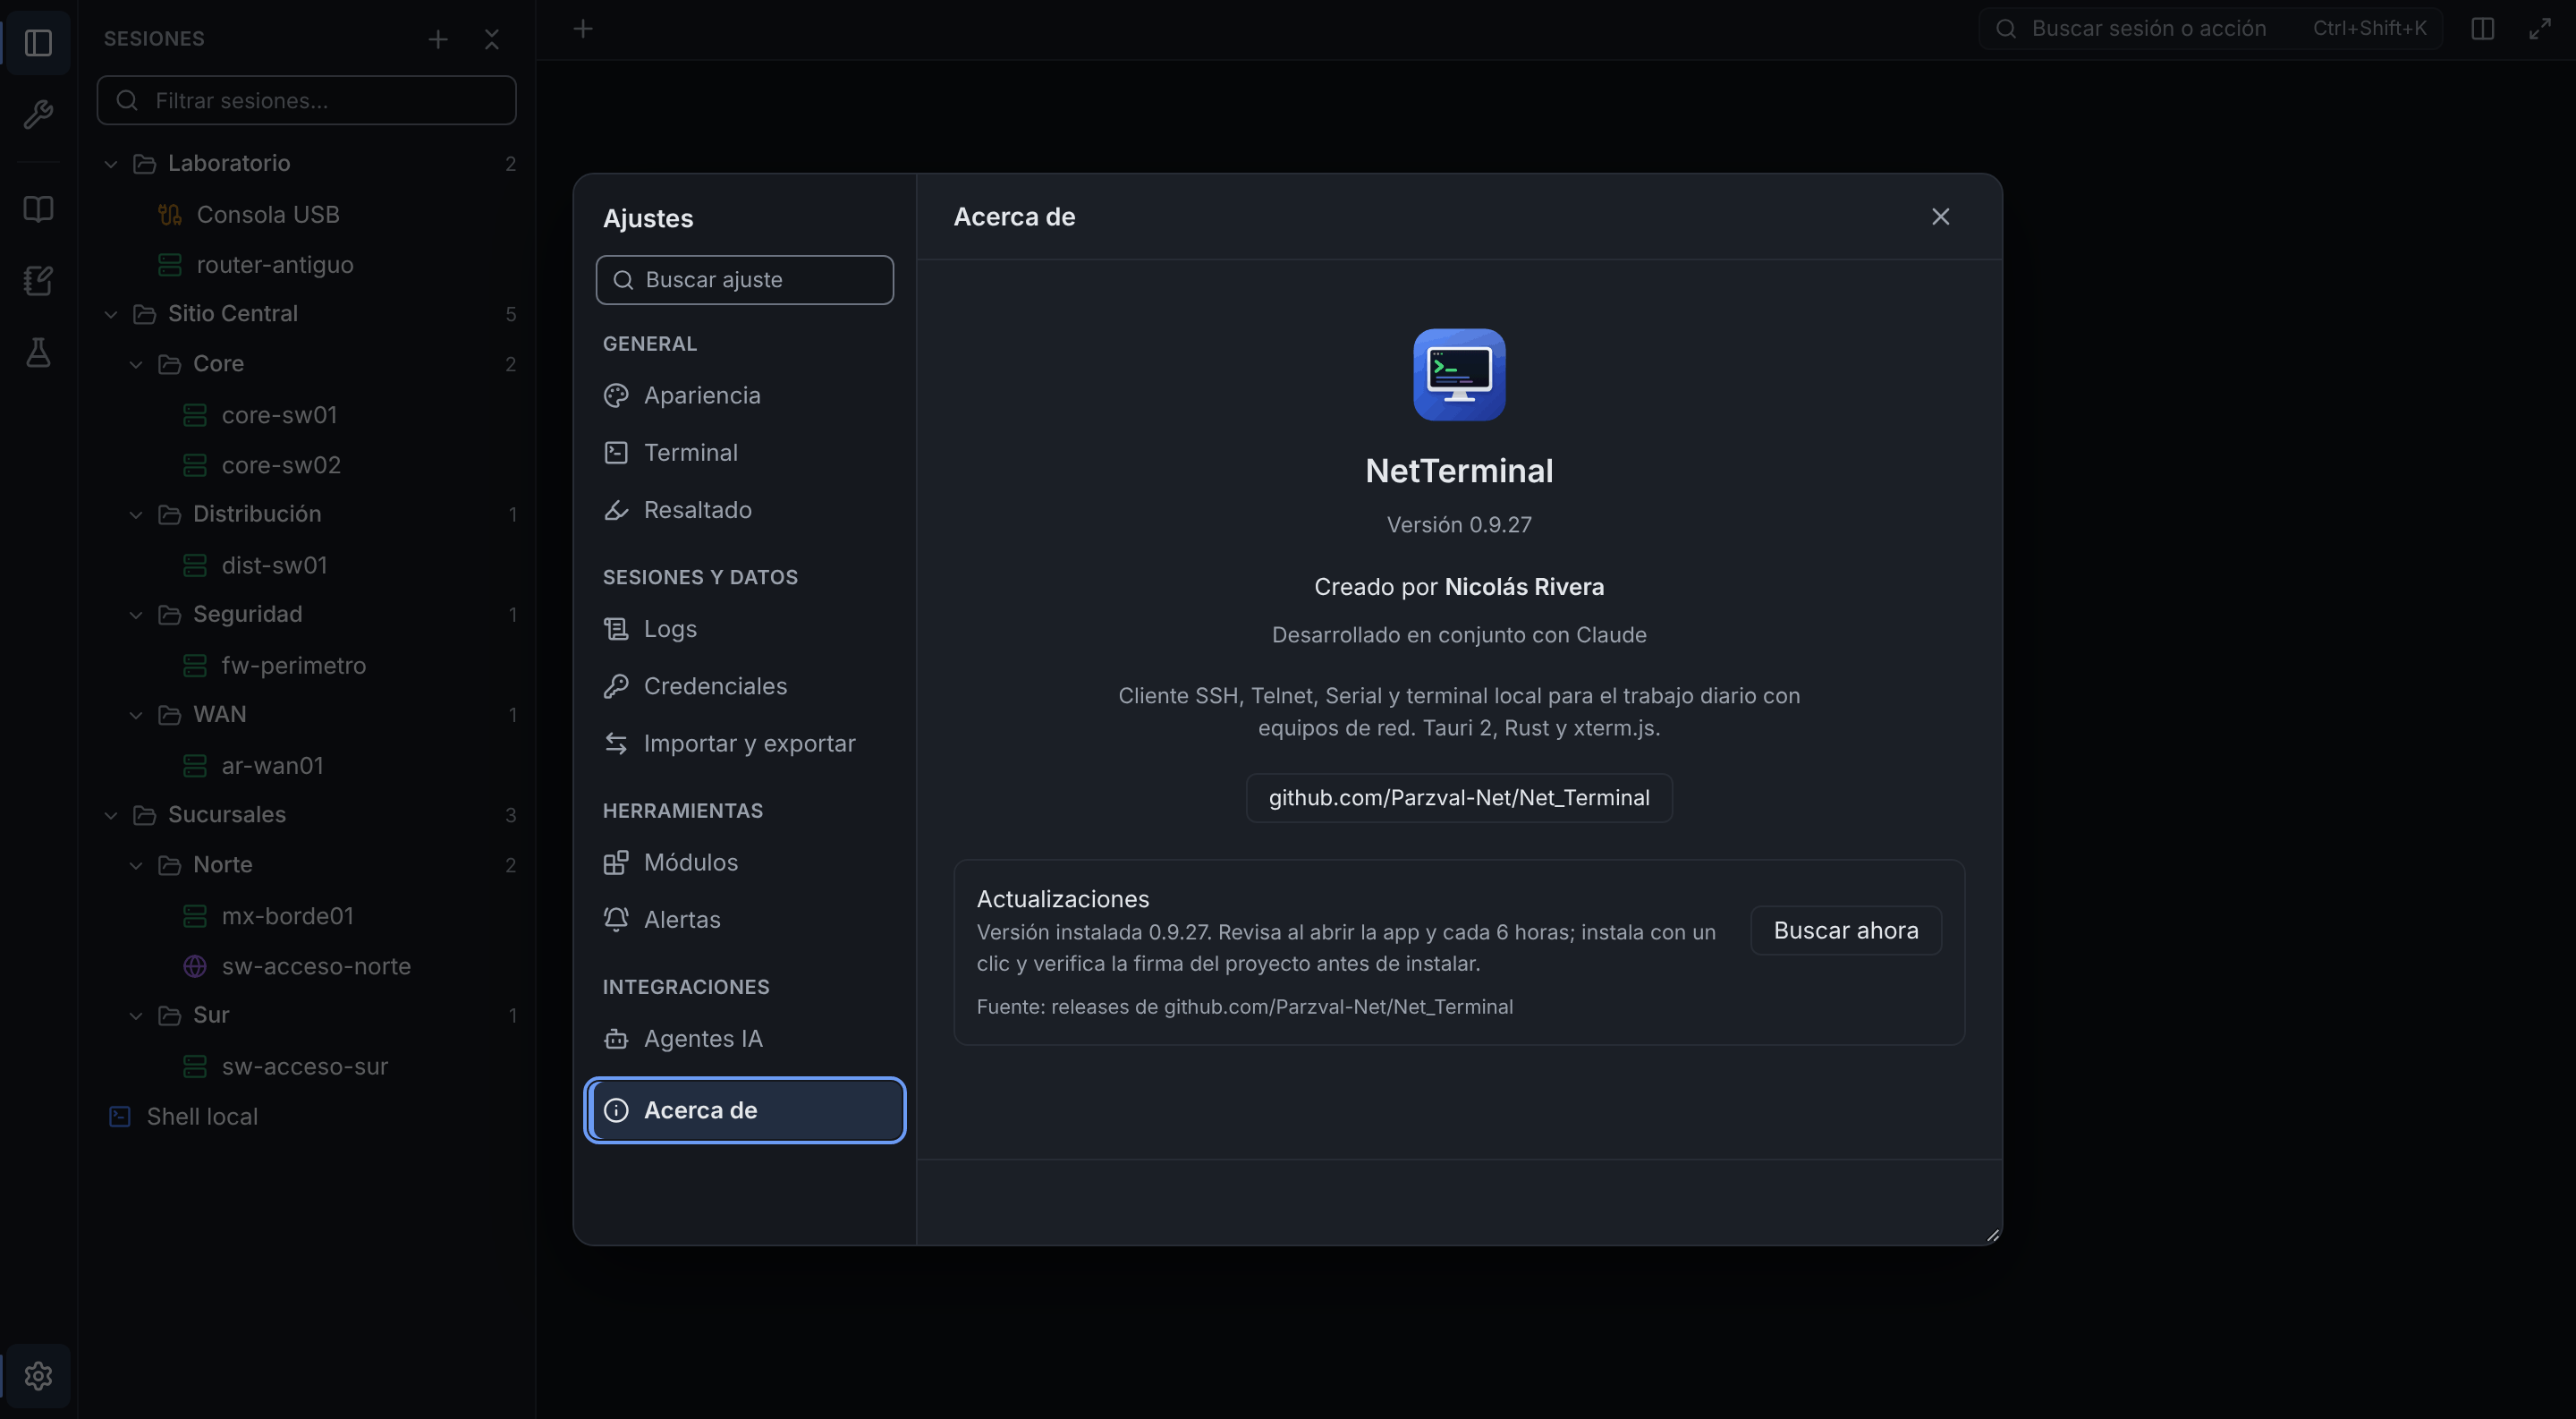 SESIONES
Filtrar sesiones...
Laboratorio 2
Consola USB
router-antiguo
Sitio Central 5
Core 2
core-sw01
core-sw02
Distribución 1
dist-sw01
Seguridad 1
fw-perimetro
WAN 1
ar-wan01
Sucursales 3
Norte 2
mx-borde01
sw-acceso-norte
Sur 1
sw-acceso-sur
Shell local
Buscar sesión o acción Ctrl+Shift+K
Ajustes
Buscar ajuste
GENERAL
Apariencia
Terminal
Resaltado
SESIONES Y DATOS
Logs
Credenciales
Importar y exportar
HERRAMIENTAS
Módulos
Alertas
INTEGRACIONES
Agentes IA
Acerca de
Acerca de
NetTerminal
Versión 0.9.27
Creado por Nicolás Rivera
Desarrollado en conjunto con Claude
Cliente SSH, Telnet, Serial y terminal local para el trabajo diario con
equipos de red. Tauri 2, Rust y xterm.js.
github.com/Parzval-Net/Net_Terminal
Actualizaciones
Versión instalada 0.9.27. Revisa al abrir la app y cada 6 horas; instala con un
clic y verifica la firma del proyecto antes de instalar.
Fuente: releases de github.com/Parzval-Net/Net_Terminal
Buscar ahora